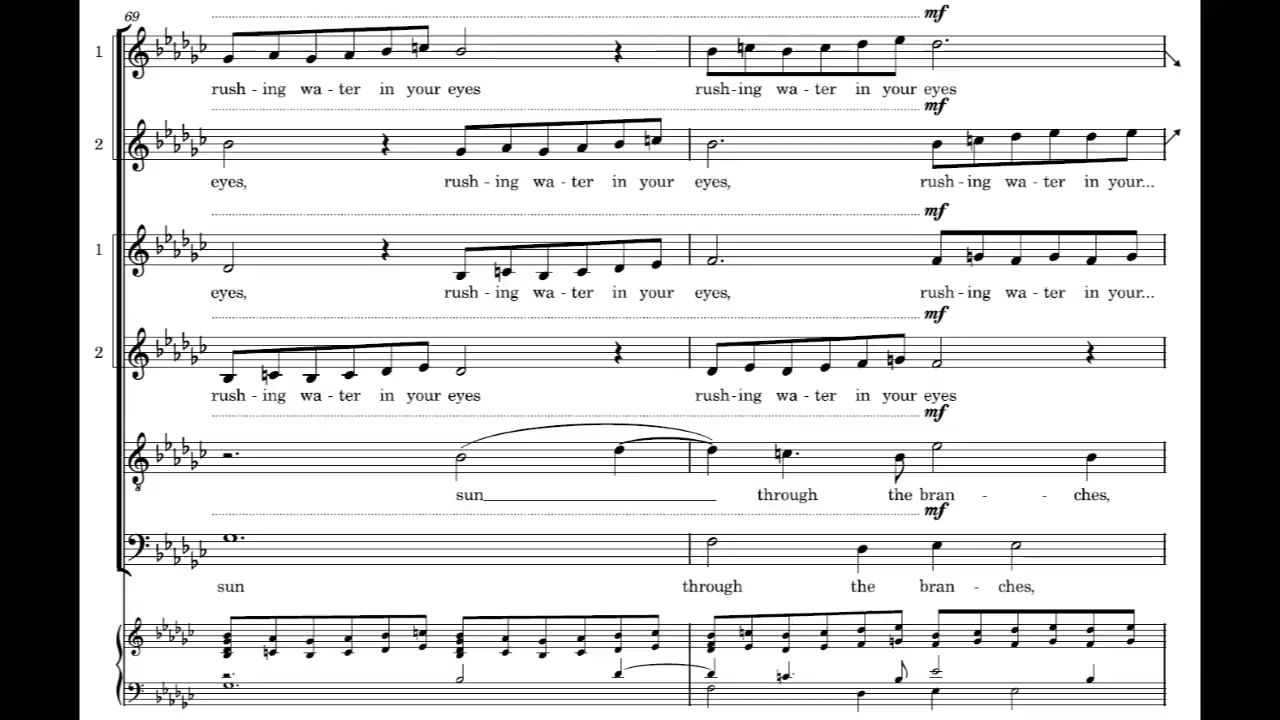 69
mf
1
rush - ing wa - ter in your eyes rush - ing wa - ter in your eyes
mf
2
eyes, rush - ing wa - ter in your eyes, rush - ing wa - ter in your...
mf
1
eyes, rush - ing wa - ter in your eyes, rush - ing wa - ter in your...
mf
2
rush - ing wa - ter in your eyes rush - ing wa - ter in your eyes
mf
8
sun through the bran - - ches,
mf
sun through the bran - ches,